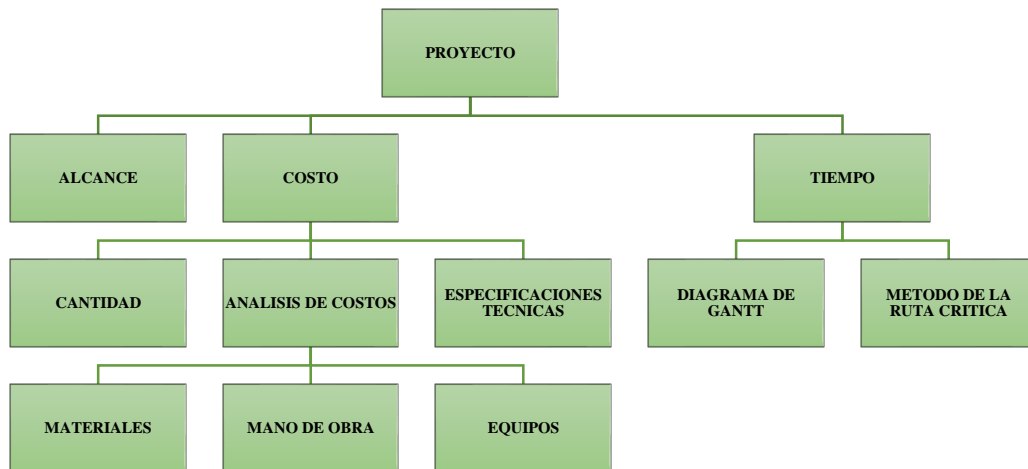 PROYECTO
ALCANCE
COSTO
TIEMPO
CANTIDAD
ANALISIS DE COSTOS
ESPECIFICACIONES
TECNICAS
DIAGRAMA DE
GANTT
METODO DE LA
RUTA CRITICA
MATERIALES
MANO DE OBRA
EQUIPOS